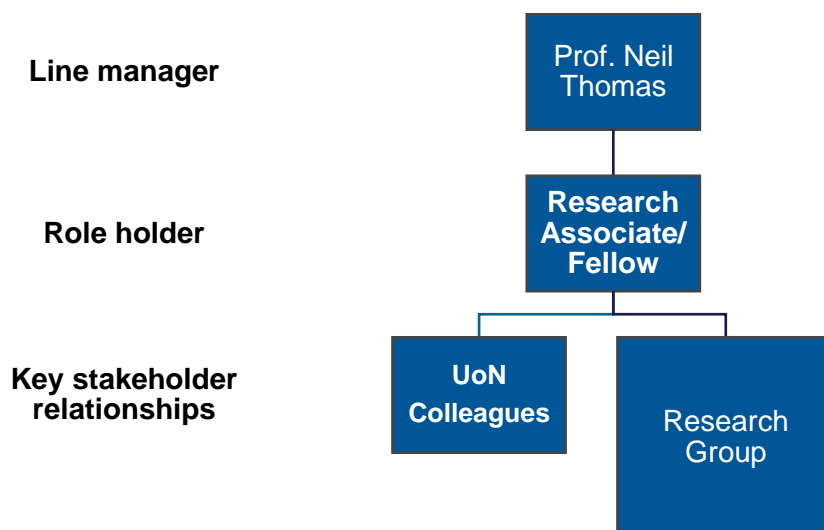 Line manager
Prof. Neil
Thomas
Role holder
Research
Associate/
Fellow
Key stakeholder
relationships
UoN
Colleagues
Research
Group